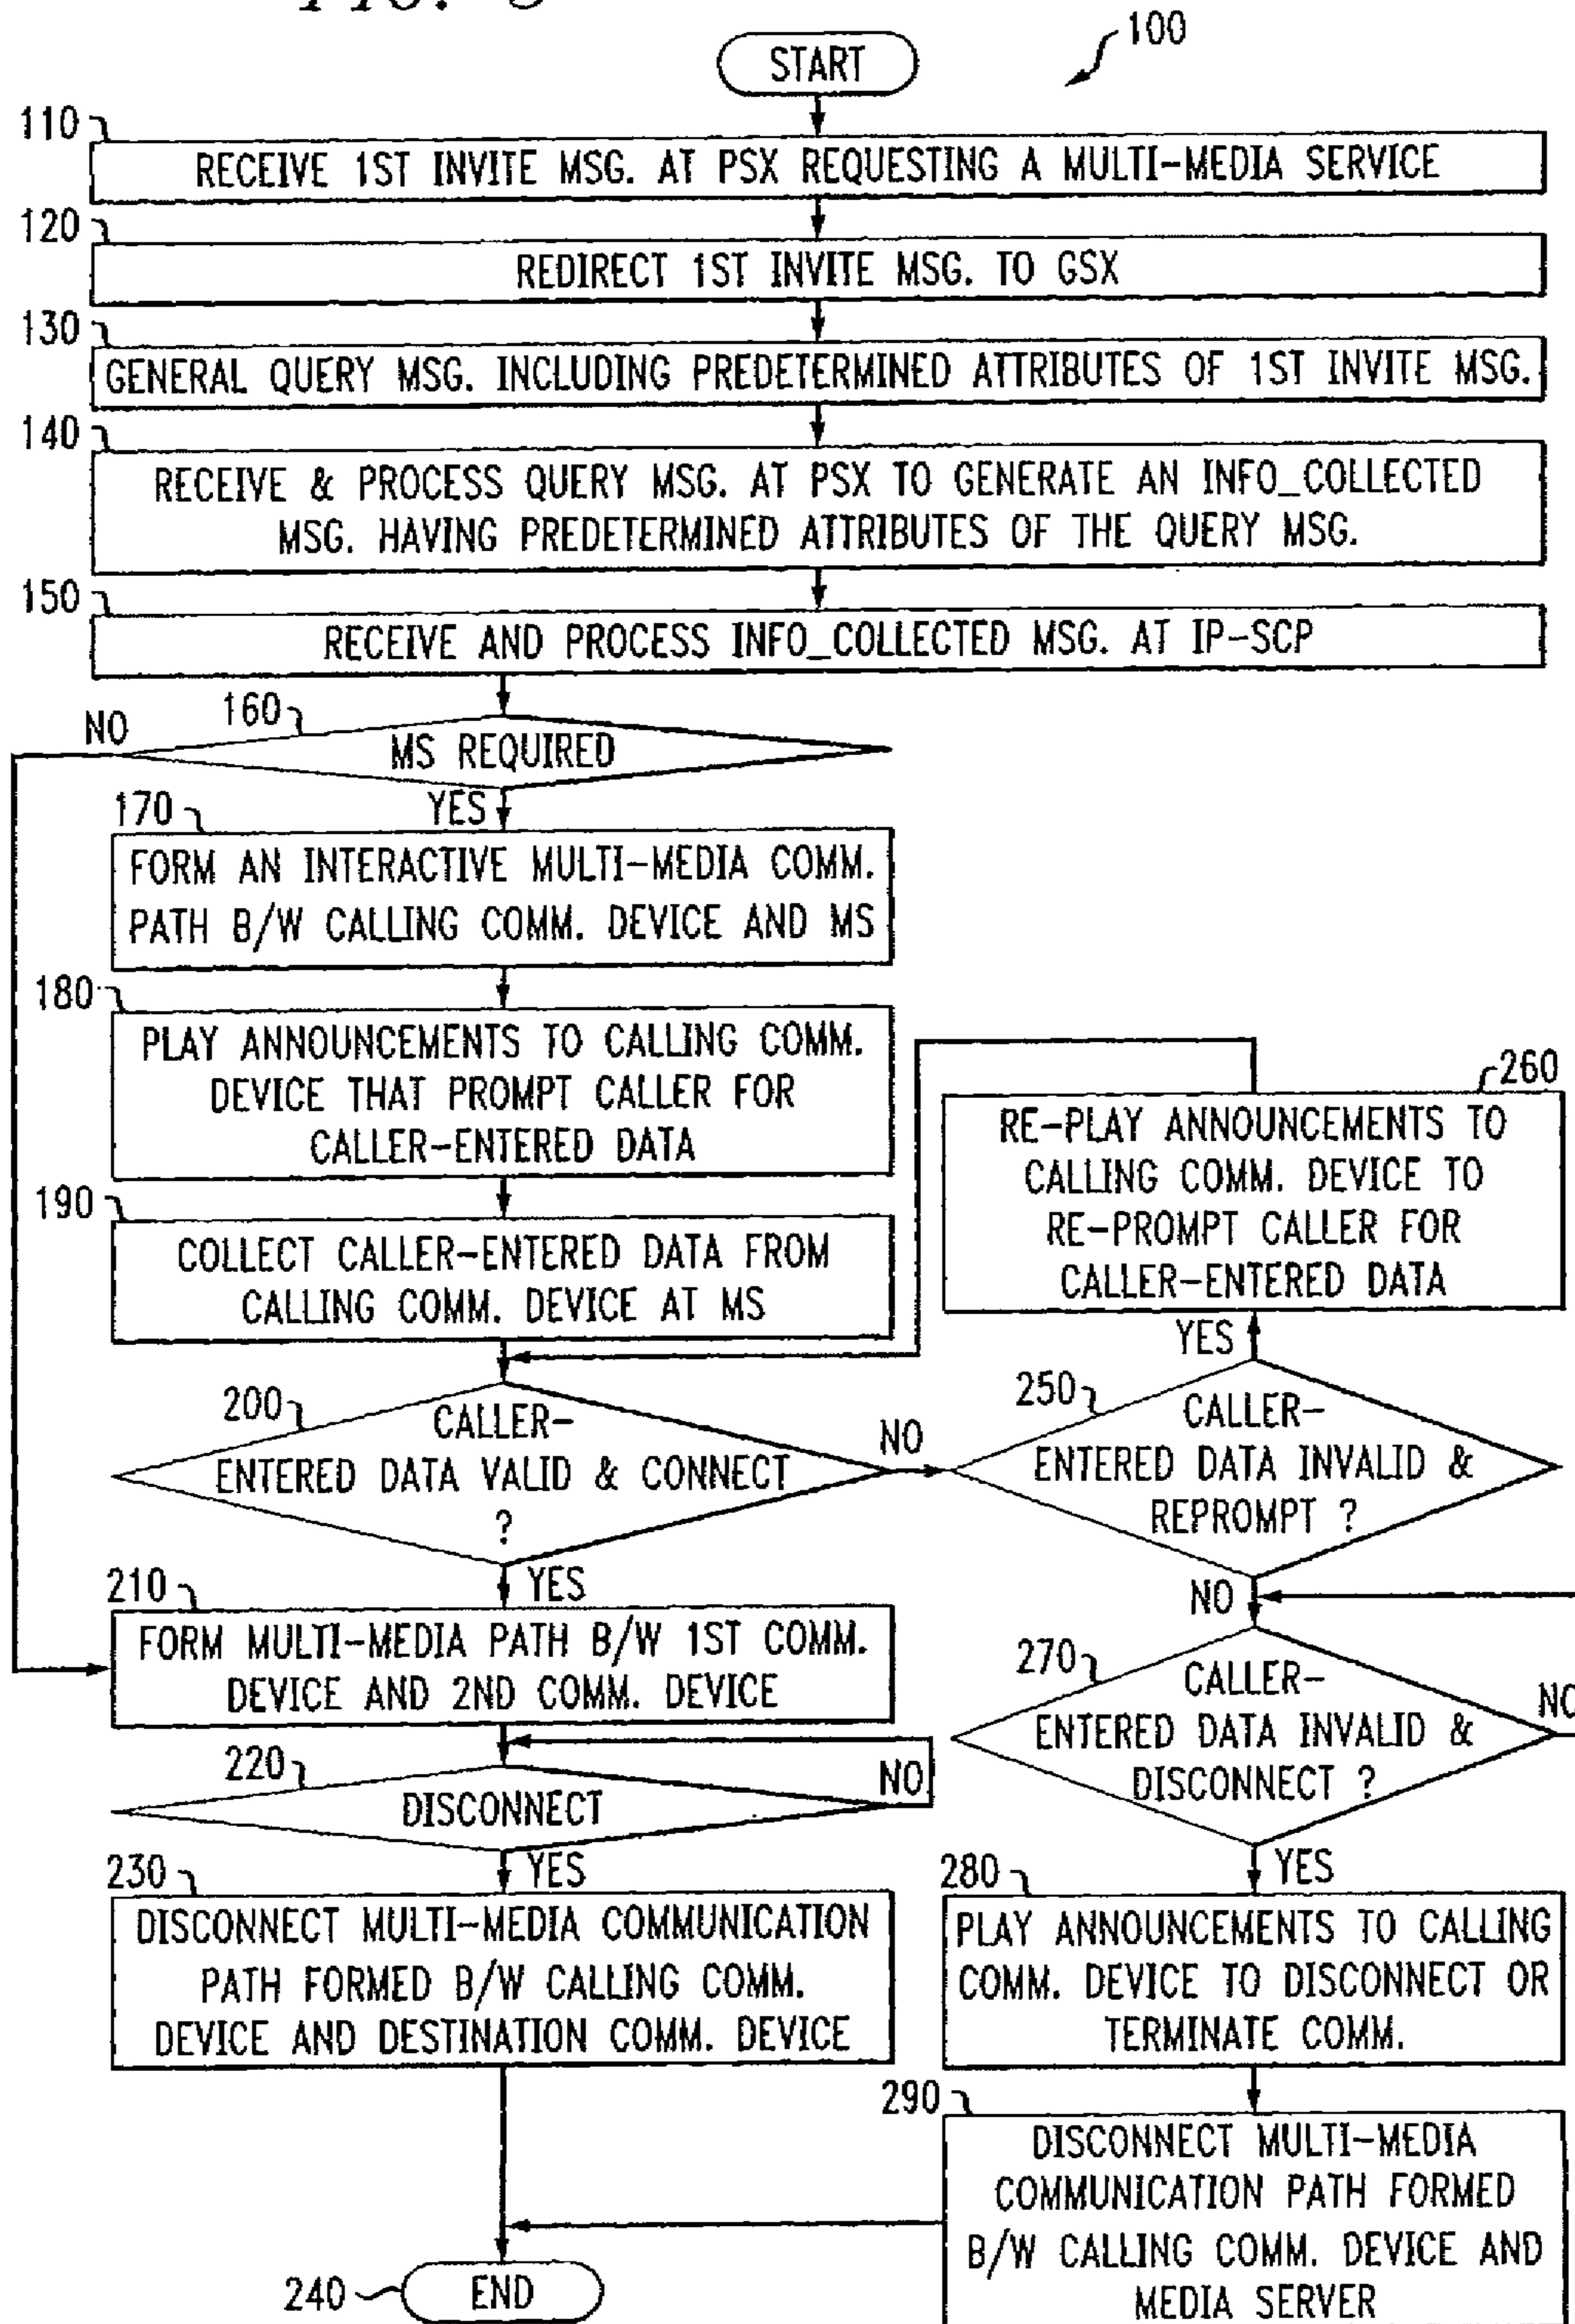 FIG. 3
100
START
110
RECEIVE 1ST INVITE MSG. AT PSX REQUESTING A MULTI-MEDIA SERVICE
120
REDIRECT 1ST INVITE MSG. TO GSX
130
GENERAL QUERY MSG. INCLUDING PREDETERMINED ATTRIBUTES OF 1ST INVITE MSG.
140
RECEIVE & PROCESS QUERY MSG. AT PSX TO GENERATE AN INFO_COLLECTED
MSG. HAVING PREDETERMINED ATTRIBUTES OF THE QUERY MSG.
150
RECEIVE AND PROCESS INFO_COLLECTED MSG. AT IP-SCP
160
NO
MS REQUIRED
YES
170
FORM AN INTERACTIVE MULTI-MEDIA COMM.
PATH B/W CALLING COMM. DEVICE AND MS
180
PLAY ANNOUNCEMENTS TO CALLING COMM.
DEVICE THAT PROMPT CALLER FOR
CALLER-ENTERED DATA
190
COLLECT CALLER-ENTERED DATA FROM
CALLING COMM. DEVICE AT MS
260
RE-PLAY ANNOUNCEMENTS TO
CALLING COMM. DEVICE TO
RE-PROMPT CALLER FOR
CALLER-ENTERED DATA
YES
200
CALLER-
ENTERED DATA VALID & CONNECT
?
NO
250
CALLER-
ENTERED DATA INVALID &
REPROMPT ?
YES
NO
210
FORM MULTI-MEDIA PATH B/W 1ST COMM.
DEVICE AND 2ND COMM. DEVICE
270
CALLER-
ENTERED DATA INVALID &
DISCONNECT ?
NO
220
DISCONNECT
NO
YES
YES
230
DISCONNECT MULTI-MEDIA COMMUNICATION
PATH FORMED B/W CALLING COMM.
DEVICE AND DESTINATION COMM. DEVICE
280
PLAY ANNOUNCEMENTS TO CALLING
COMM. DEVICE TO DISCONNECT OR
TERMINATE COMM.
290
DISCONNECT MULTI-MEDIA
COMMUNICATION PATH FORMED
B/W CALLING COMM. DEVICE AND
MEDIA SERVER
240
END